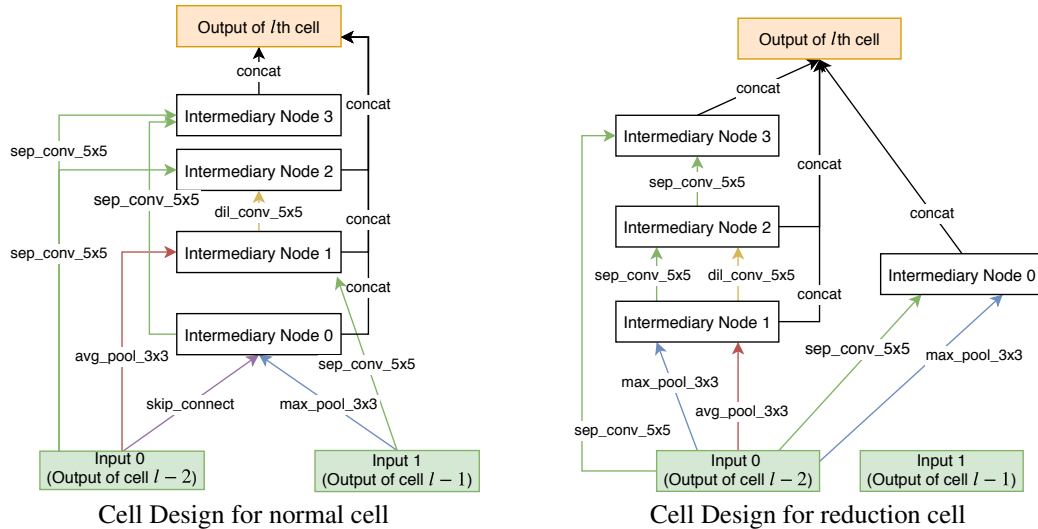 Output of lth cell
concat
concat
Intermediary Node 3
sep_conv_5x5
Intermediary Node 2
sep_conv_5x5
dil_conv_5x5
concat
sep_conv_5x5
Intermediary Node 1
concat
Intermediary Node 0
avg_pool_3x3
sep_conv_5x5
skip_connect
max_pool_3x3
Input 0
(Output of cell l − 2)
Input 1
(Output of cell l − 1)
Cell Design for normal cell
Output of lth cell
concat
Intermediary Node 3
concat
sep_conv_5x5
concat
Intermediary Node 2
sep_conv_5x5
dil_conv_5x5
Intermediary Node 0
concat
Intermediary Node 1
sep_conv_5x5
max_pool_3x3
max_pool_3x3
avg_pool_3x3
sep_conv_5x5
Input 0
(Output of cell l − 2)
Input 1
(Output of cell l − 1)
Cell Design for reduction cell